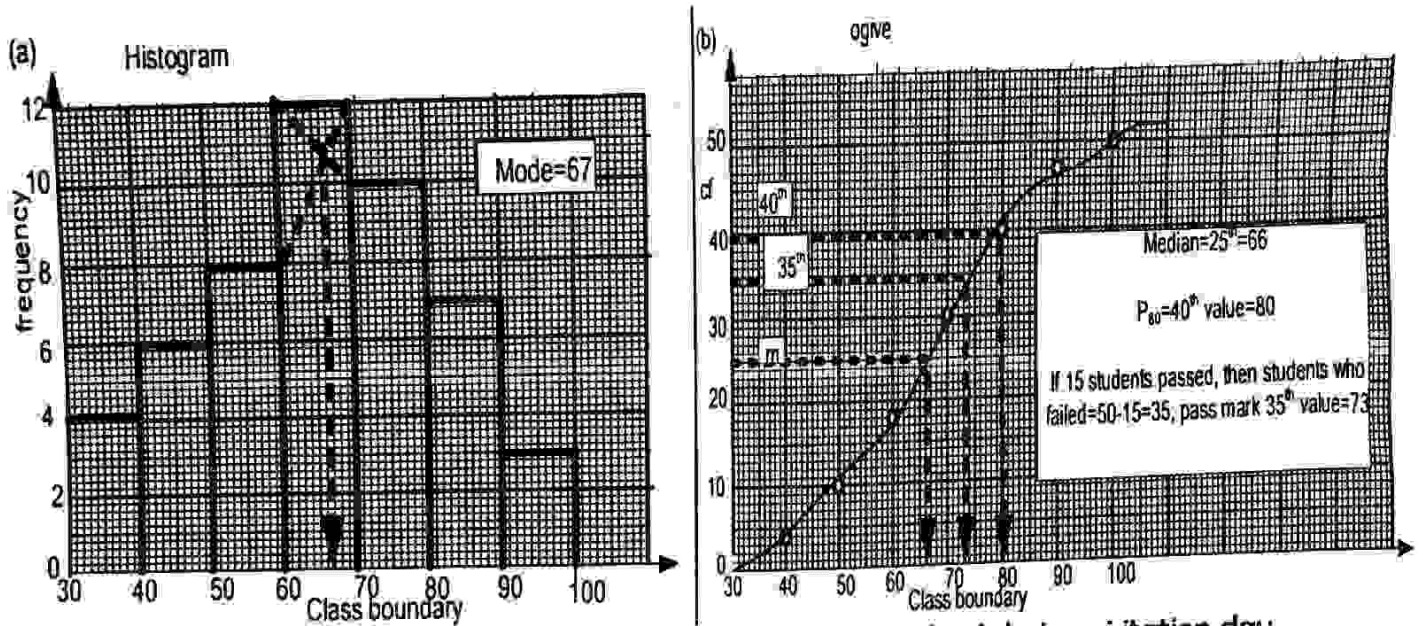 (a)
Histogram
12
10
8
6
4
2
0
frequency
Mode=67
30 40 50 60 70 80 90 100
Class boundary
(b)
ogive
50
cf
40th
40
35th
30
m
20
10
0
Median=25th=66
P80=40th value=80
If 15 students passed, then students who
failed=50-15=35, pass mark 35th value=73
30 40 50 60 70 80 90 100
Class boundary
day